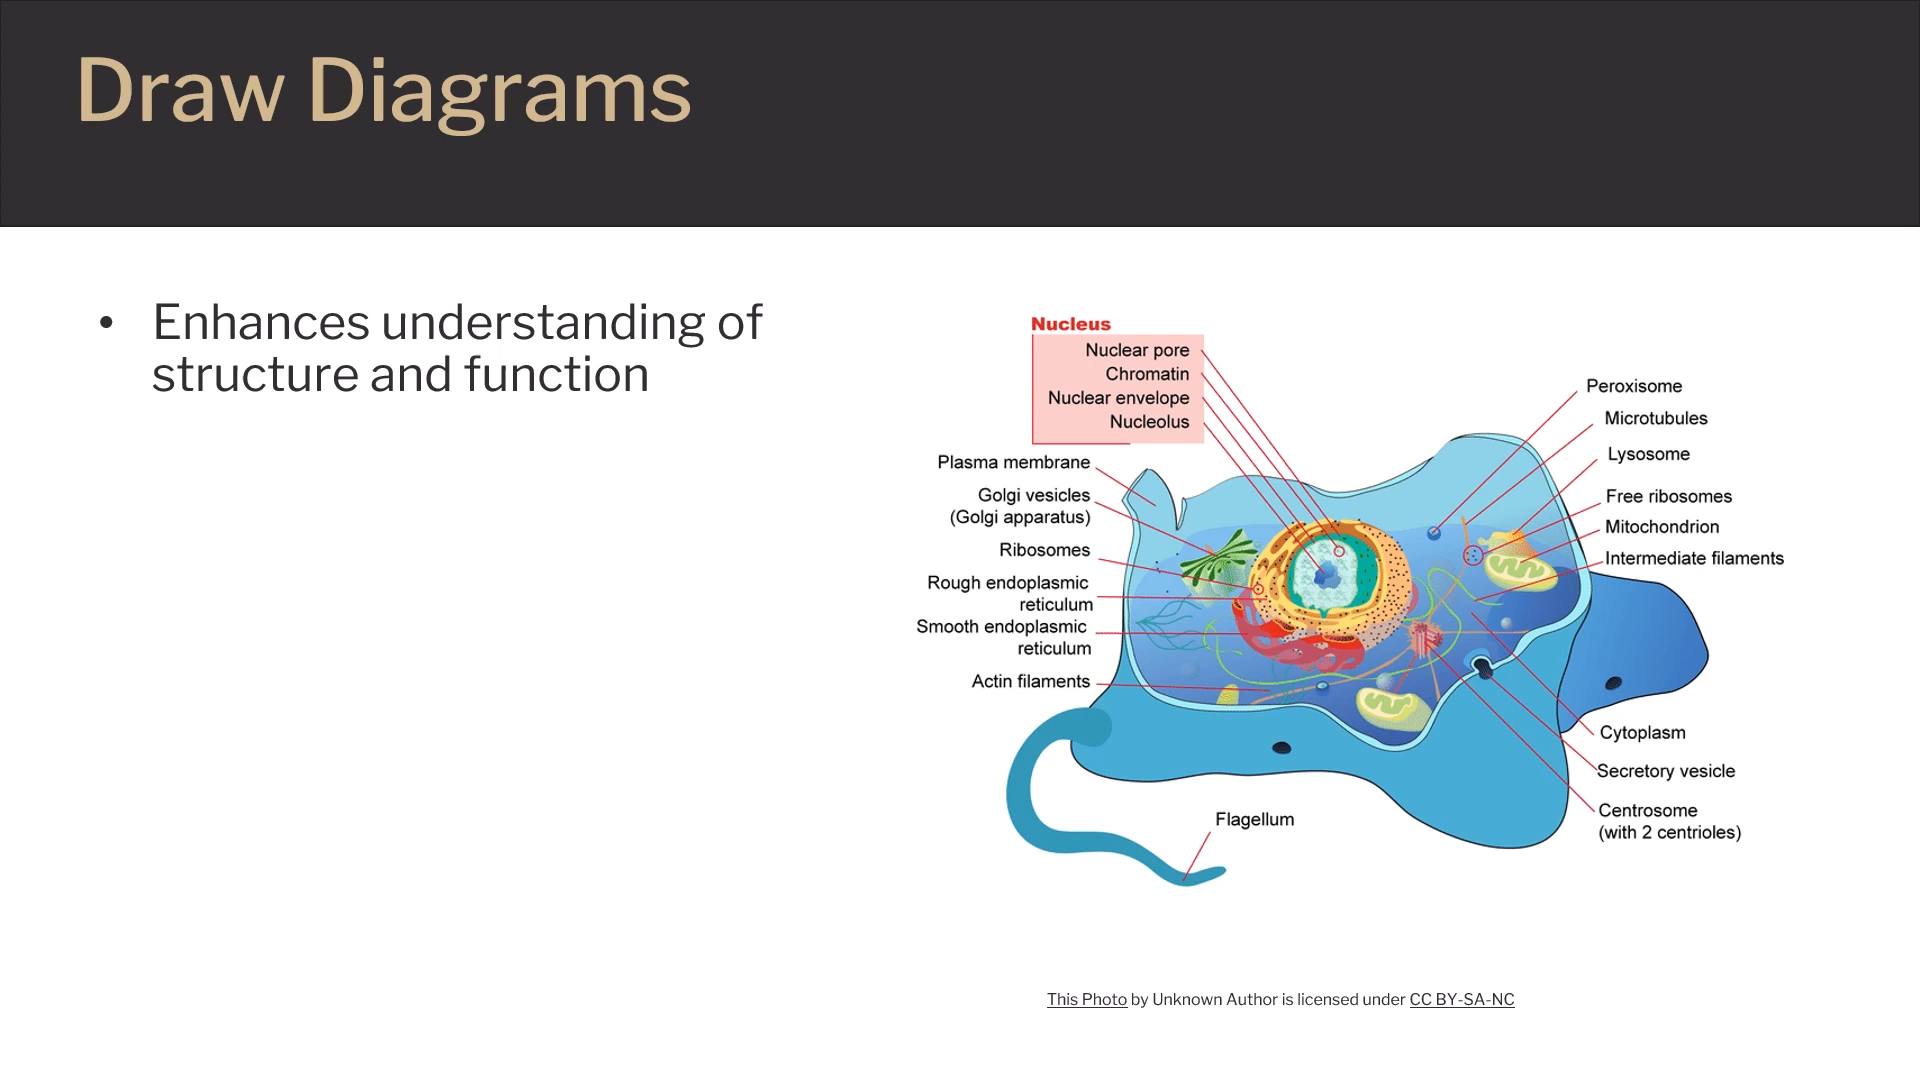 Draw Diagrams
• Enhances understanding of
structure and function
Nucleus
Nuclear pore
Chromatin
Nuclear envelope
Nucleolus
Plasma membrane
Golgi vesicles
(Golgi apparatus)
Ribosomes
Rough endoplasmic
reticulum
Smooth endoplasmic
reticulum
Actin filaments
Flagellum
Peroxisome
Microtubules
Lysosome
Free ribosomes
Mitochondrion
Intermediate filaments
Cytoplasm
Secretory vesicle
Centrosome
(with 2 centrioles)
This Photo by Unknown Author is licensed under CC BY-SA-NC